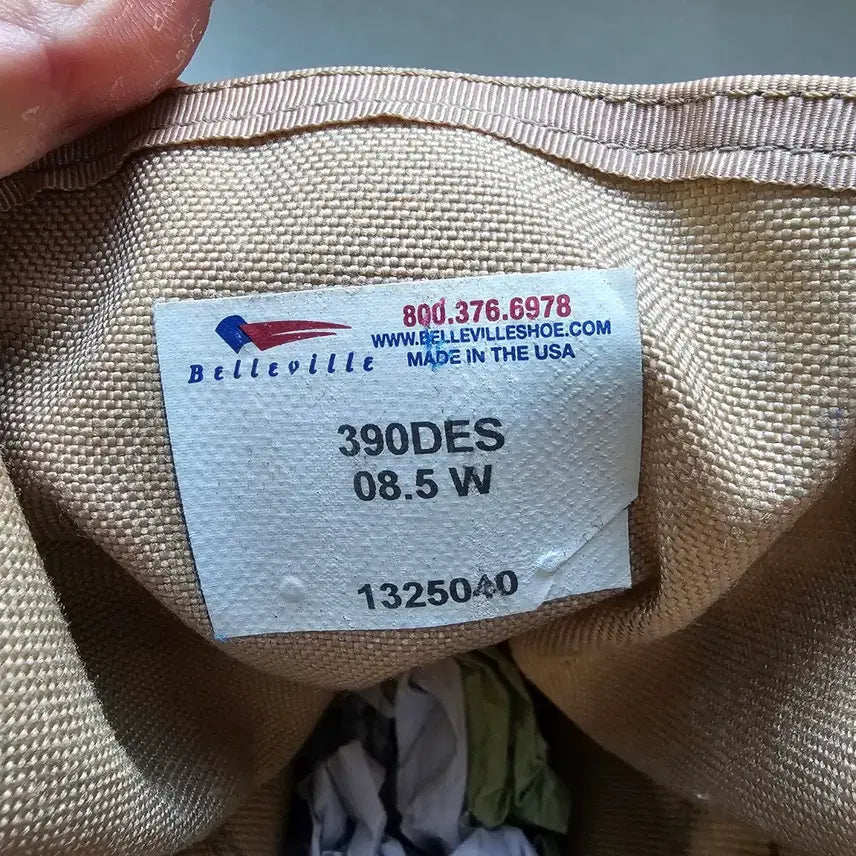 Belleville
800.376.6978
WWW.BELLEVILLESHOE.COM
MADE IN THE USA
390DES
08.5 W
1325040